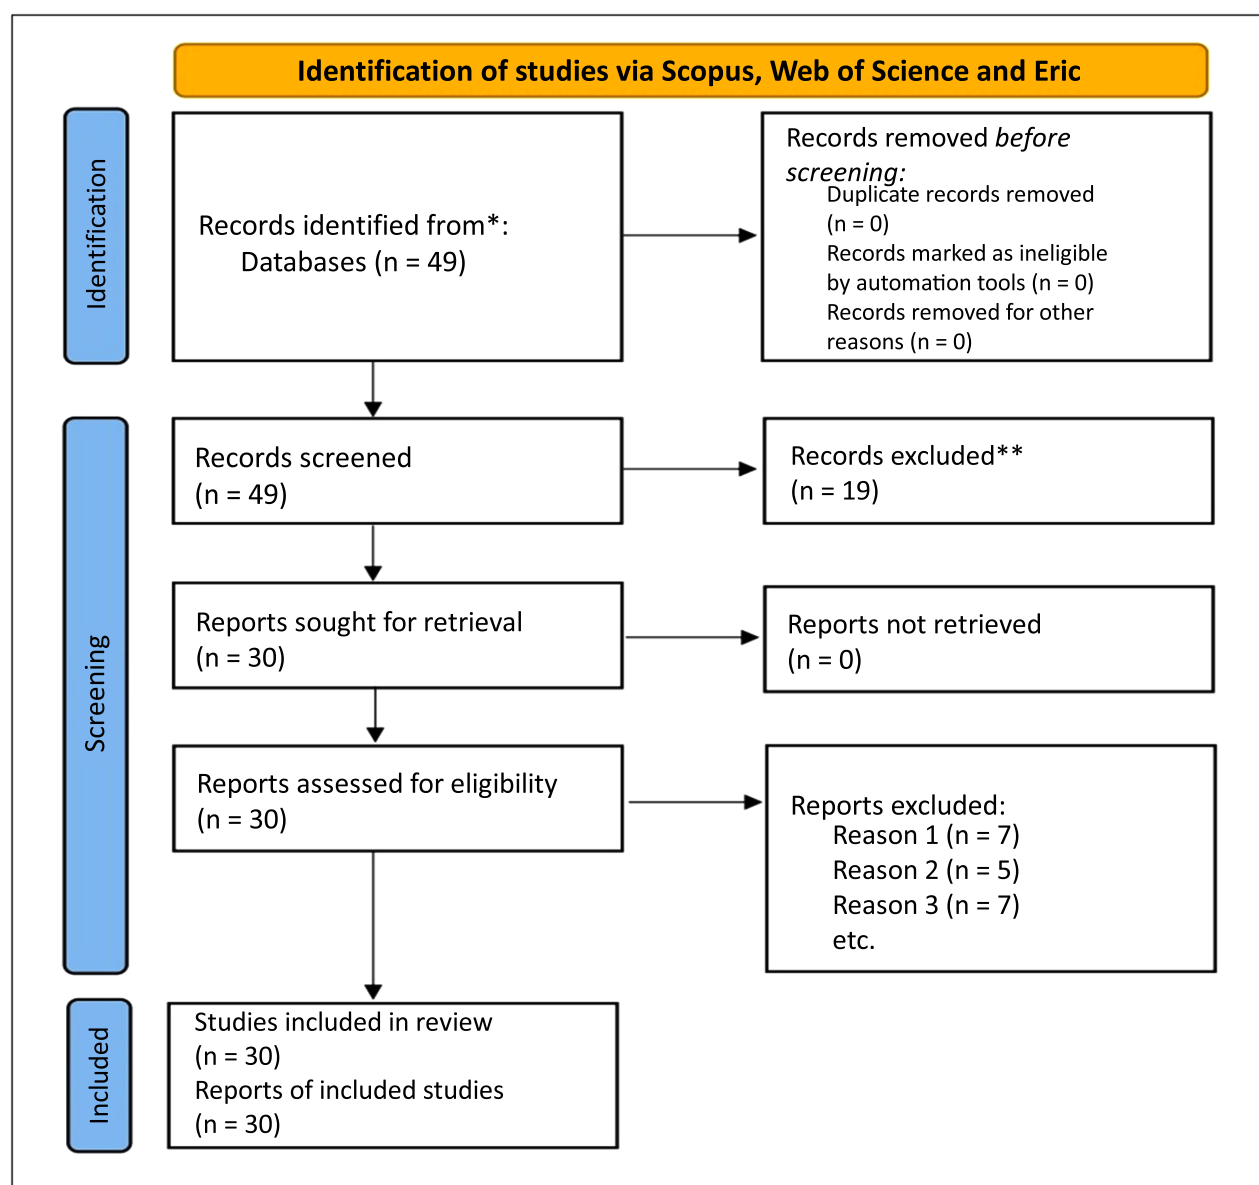 Identification of studies via Scopus, Web of Science and Eric
Identification
Records identified from*:
Databases (n = 49)
Records removed before
screening:
Duplicate records removed
(n = 0)
Records marked as ineligible
by automation tools (n = 0)
Records removed for other
reasons (n = 0)
Screening
Records screened
(n = 49)
Records excluded**
(n = 19)
Reports sought for retrieval
(n = 30)
Reports not retrieved
(n = 0)
Reports assessed for eligibility
(n = 30)
Reports excluded:
Reason 1 (n = 7)
Reason 2 (n = 5)
Reason 3 (n = 7)
etc.
Included
Studies included in review
(n = 30)
Reports of included studies
(n = 30)